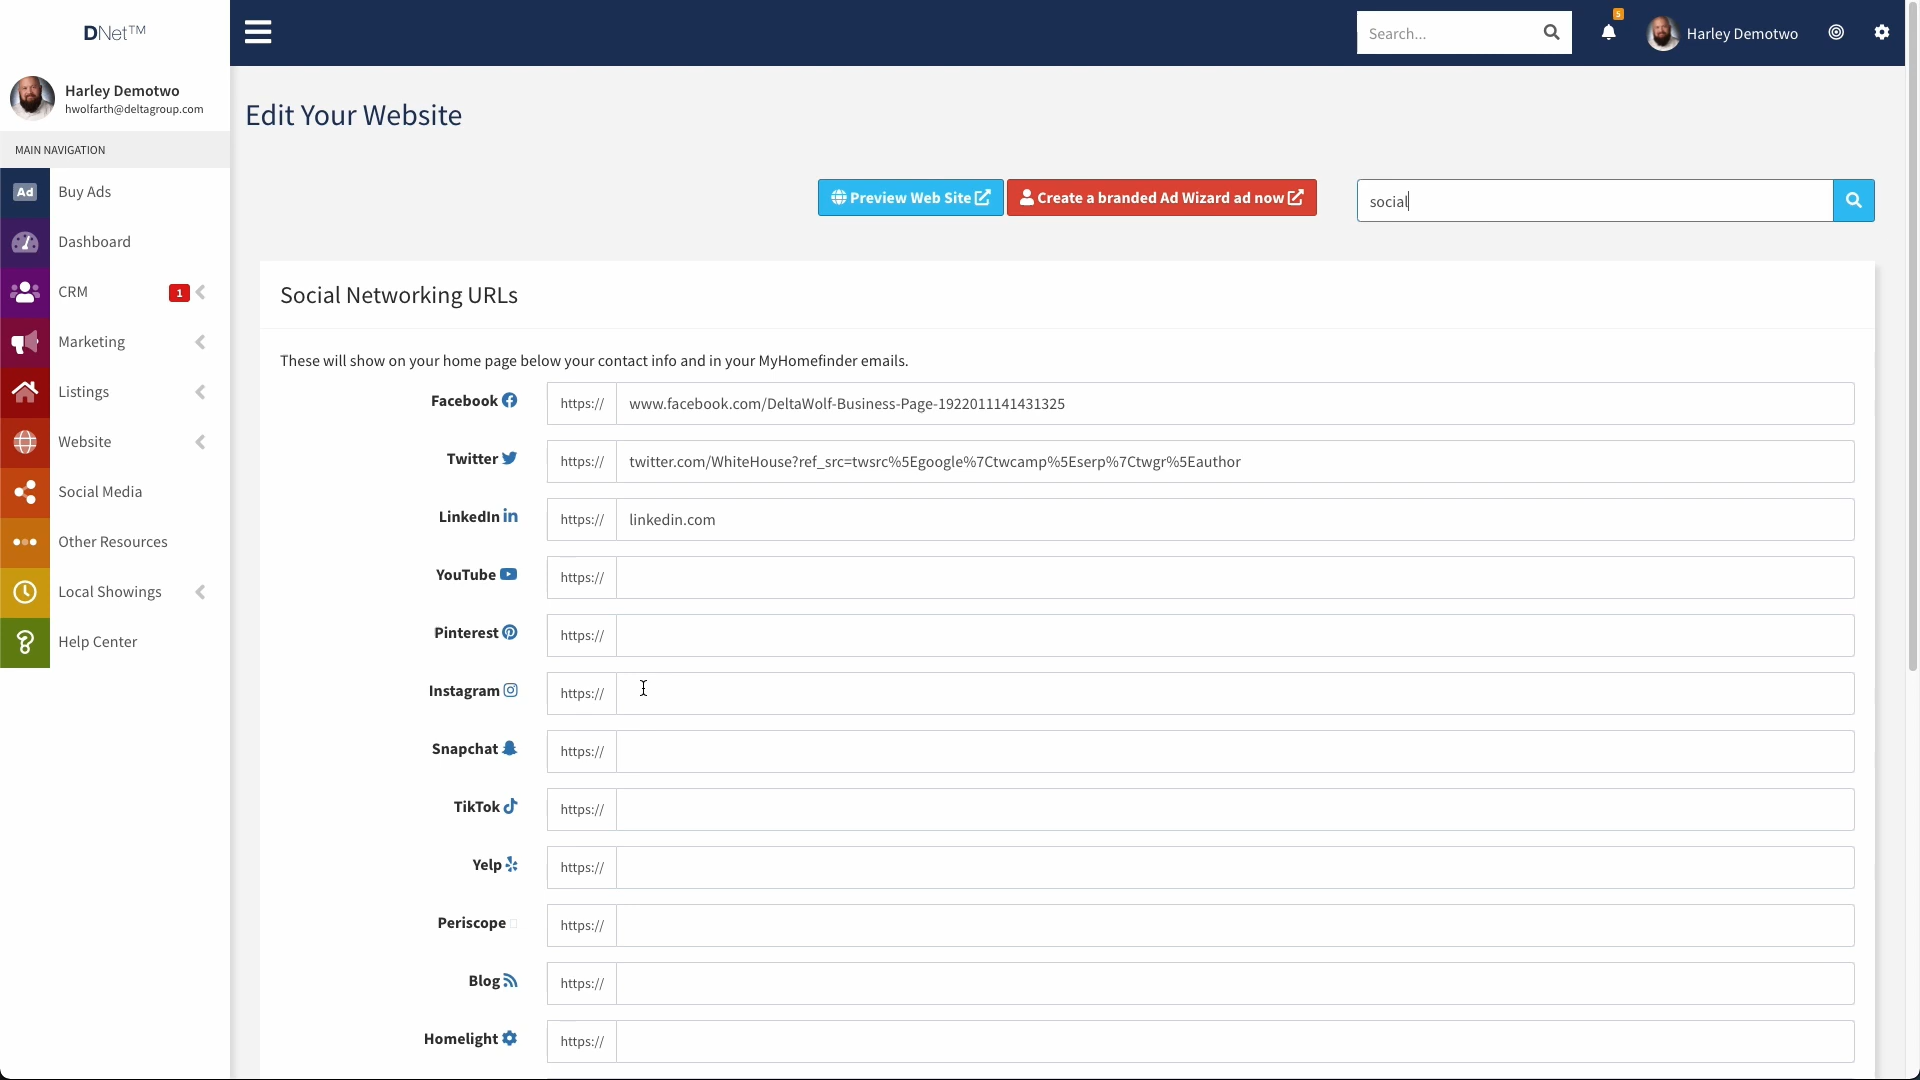 DNet™
Search...
5
Harley Demotwo
Harley Demotwo
hwolfarth@deltagroup.com
MAIN NAVIGATION
Ad Buy Ads
Dashboard
CRM 1
Marketing
Listings
Website
Social Media
Other Resources
Local Showings
Help Center
Edit Your Website
Preview Web Site
Create a branded Ad Wizard ad now
social
Social Networking URLs
These will show on your home page below your contact info and in your MyHomefinder emails.
Facebook https:// www.facebook.com/DeltaWolf-Business-Page-1922011141431325
Twitter https:// twitter.com/WhiteHouse?ref_src=twsrc%5Egoogle%7Ctwcamp%5Eserp%7Ctwgr%5Eauthor
LinkedIn https:// linkedin.com
YouTube https://
Pinterest https://
Instagram https://
Snapchat https://
TikTok https://
Yelp https://
Periscope https://
Blog https://
Homelight https://